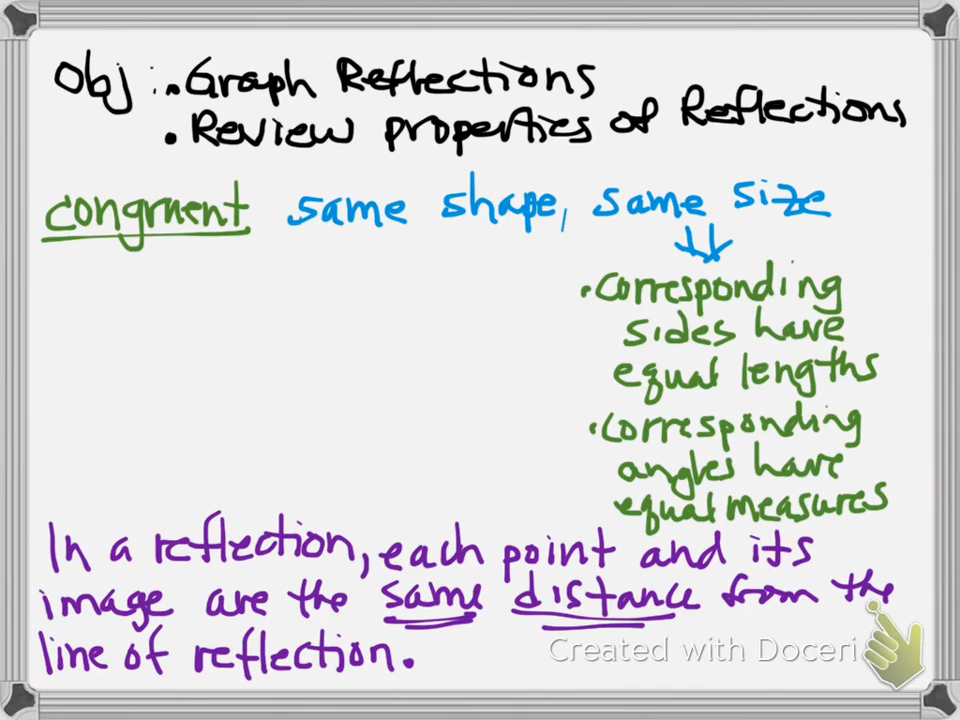 Obj: • Graph Reflections
• Review properties of Reflections
congruent same shape, same size
• Corresponding
sides have
equal lengths
• Corresponding
angles have
equal measures
In a reflection, each point and its
image are the same distance from the
line of reflection.
Created with Doceri